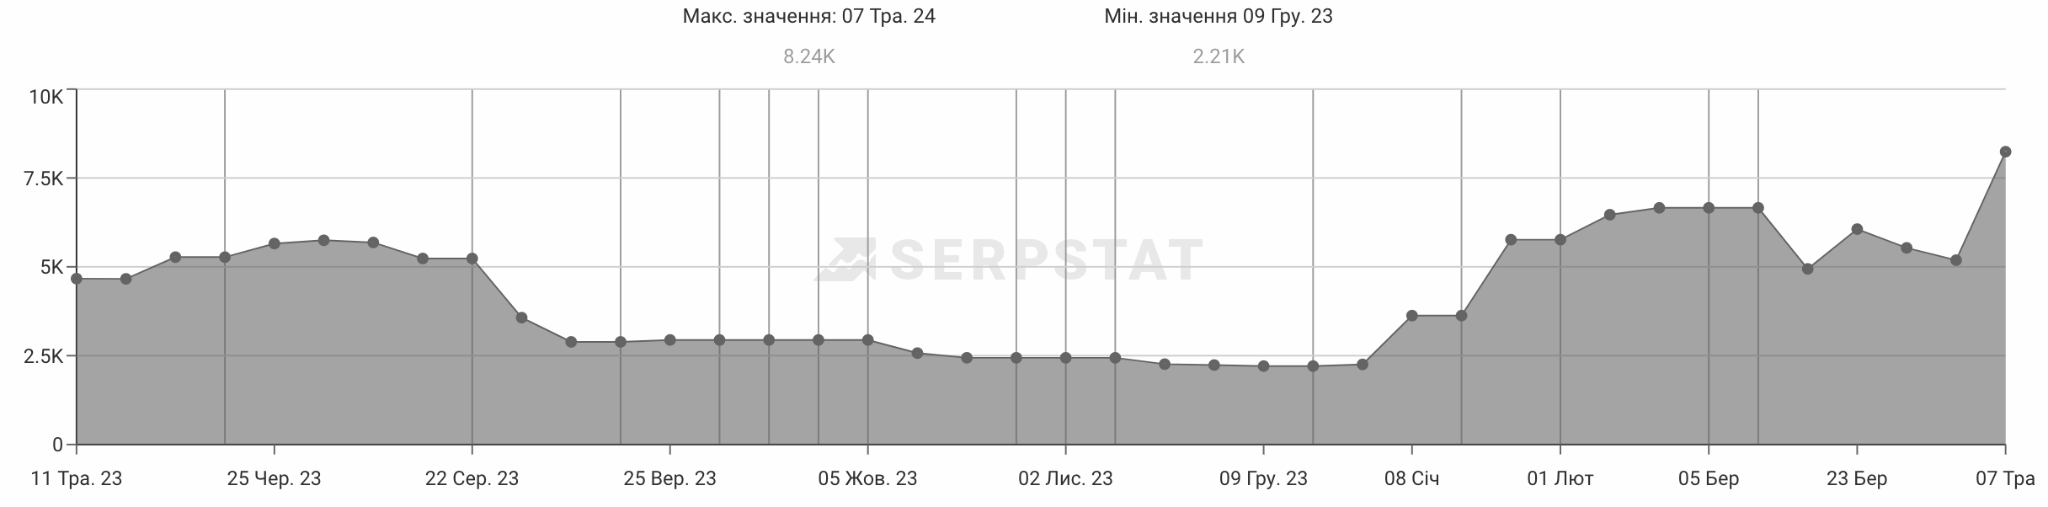 Макс. значення: 07 Тра. 24
Мін. значення 09 Гру. 23
8.24K
2.21K
10K
7.5K
5K
2.5K
0
SERPSTAT
11 Тра. 23
25 Чер. 23
22 Сер. 23
25 Вер. 23
05 Жов. 23
02 Лис. 23
09 Гру. 23
08 Січ
01 Лют
05 Бер
23 Бер
07 Тра